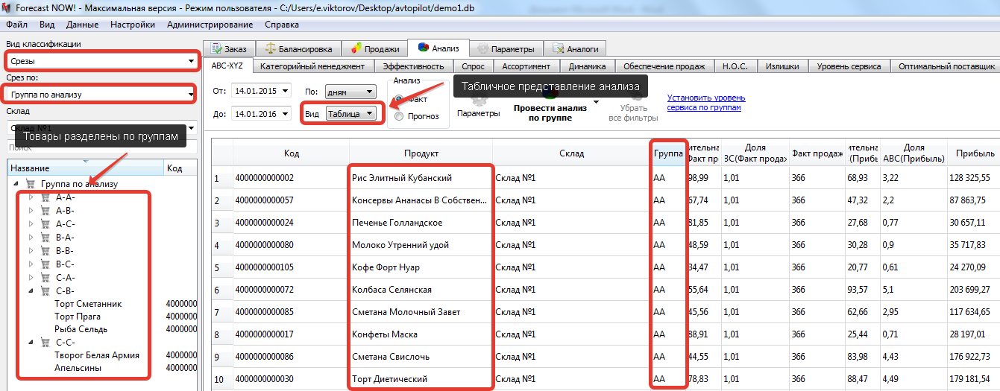 Forecast NOW! - Максимальная версия - Режим пользователя - C:/Users/e.viktorov/Desktop/avtopilot/demo1.db
Файл Вид Данные Настройки Администрирование Справка
Вид классификации
Срезы
Срез по:
Группа по анализу
Склад
Склад №1
Товары разделены по группам
Поиск
Название Код
Группа по анализу
A-A-
A-B-
A-C-
B-A-
B-B-
B-C-
C-A-
C-B-
Торт Сметанник 4000000
Торт Прага 4000000
Рыба Сельдь 4000000
C-C-
Творог Белая Армия 4000000
Апельсины 4000000
Заказ Балансировка Продажи Анализ Параметры Аналоги
ABC-XYZ Категорийный менеджмент Эффективность Спрос Ассортимент Динамика Обеспечение продаж Н.О.С. Излишки Уровень сервиса Оптимальный поставщик
От: 14.01.2015 По: дням
До: 14.01.2016 Вид Таблица
Анализ
Факт
Прогноз
Табличное представление анализа
Параметры
Провести анализ
по группе
Убрать
все фильтры
Установить уровень
сервиса по группам
Код Продукт Склад Группа ительна Факт пр Доля ВС(Факт продаж Факт продаж ительна (Прибы Доля АВС(Прибыль) Прибыль
1 4000000000002 Рис Элитный Кубанский Склад №1 AA 98,99 1,01 366 68,93 3,22 128 325,55
2 4000000000057 Консервы Ананасы В Собствен... Склад №1 AA 67,74 1,01 366 47,32 2,2 87 863,75
3 4000000000024 Печенье Голландское Склад №1 AA 81,85 1,01 366 27,68 0,77 30 657,11
4 4000000000080 Молоко Утренний удой Склад №1 AA 48,59 1,01 366 30,28 0,9 35 717,83
5 4000000000105 Кофе Форт Нуар Склад №1 AA 34,47 1,01 366 20,77 0,61 24 270,09
6 4000000000072 Колбаса Селянская Склад №1 AA 55,64 1,01 366 93,57 5,1 203 699,27
7 4000000000085 Сметана Молочный Завет Склад №1 AA 45,56 1,01 366 62,66 2,95 117 634,65
8 4000000000017 Конфеты Маска Склад №1 AA 88,91 1,01 366 25,44 0,71 28 197,01
9 4000000000086 Сметана Свислочь Склад №1 AA 44,55 1,01 366 83,98 4,43 176 922,73
10 4000000000030 Торт Диетический Склад №1 AA 78,83 1,01 366 88,47 4,49 179 181,54